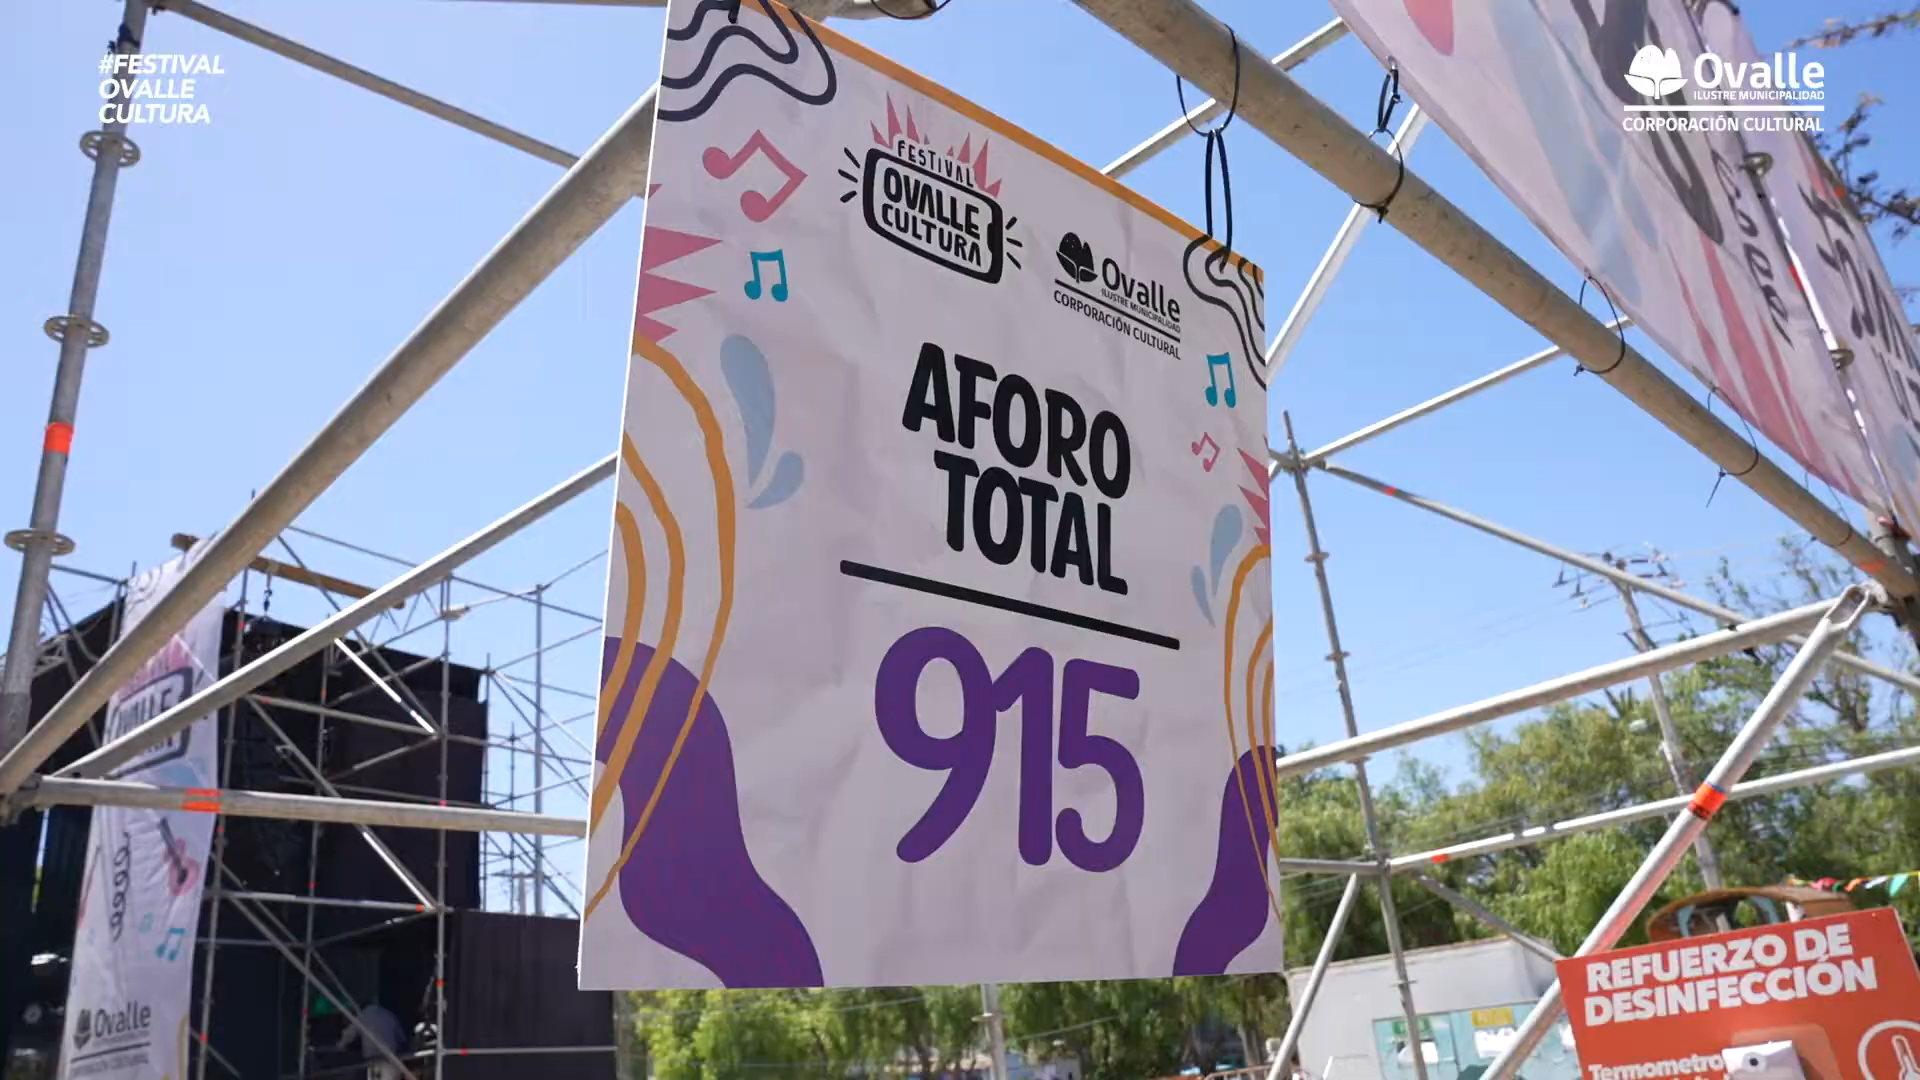 #FESTIVAL
OVALLE
CULTURA
Ovalle
ILUSTRE MUNICIPALIDAD
CORPORACIÓN CULTURAL
FESTIVAL
OVALLE
CULTURA
Ovalle
ILUSTRE MUNICIPALIDAD
CORPORACIÓN CULTURAL
AFORO
TOTAL
915
Ovalle
REFUERZO DE
DESINFECCIÓN
Termometro